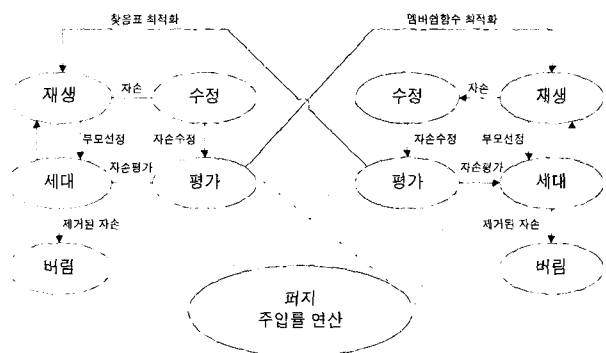 찾음표 최적화
멤버쉽함수 최적화
재생
자손
수정
수정
자손
재생
부모선정
자손수정
자손수정
부모선정
세대
자손평가
평가
평가
자손평가
세대
제거된 자손
제거된 자손
버림
버림
퍼지
주입률 연산